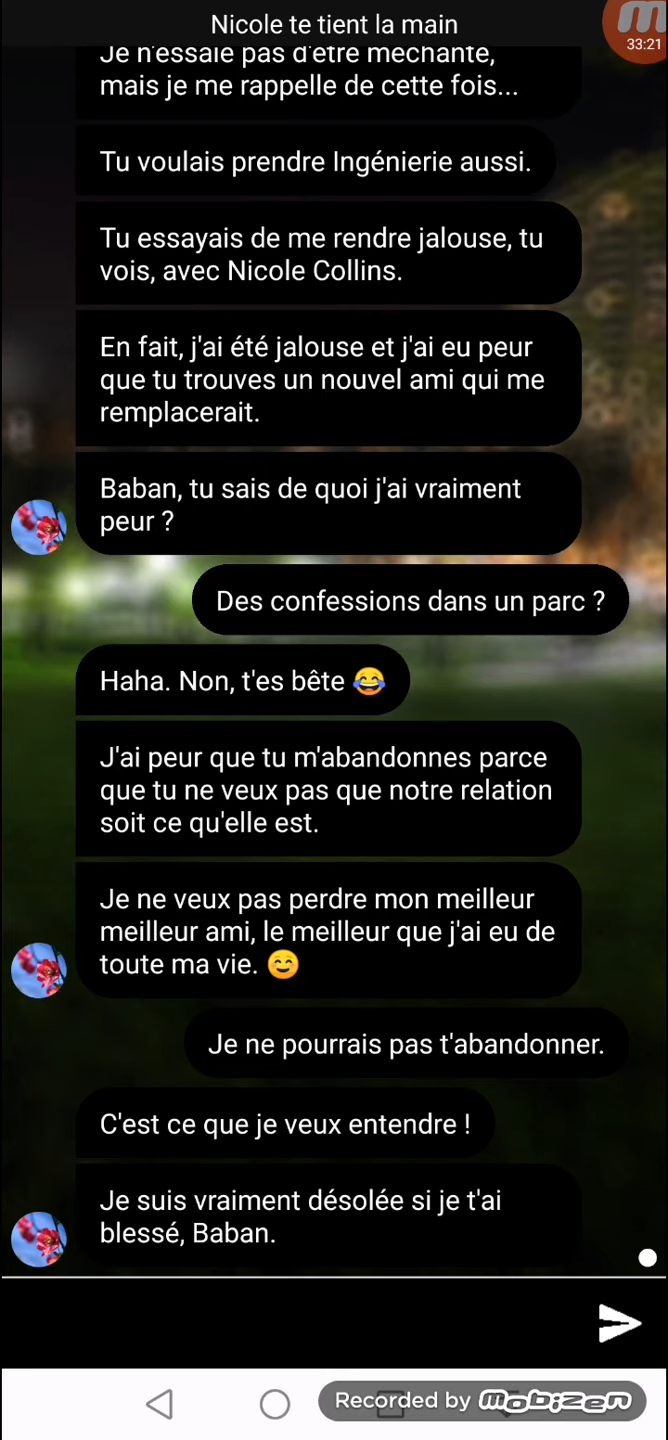 Nicole te tient la main
33:21
Je n'essaie pas d'être méchante,
mais je me rappelle de cette fois...
Tu voulais prendre Ingénierie aussi.
Tu essayais de me rendre jalouse, tu
vois, avec Nicole Collins.
En fait, j'ai été jalouse et j'ai eu peur
que tu trouves un nouvel ami qui me
remplacerait.
Baban, tu sais de quoi j'ai vraiment
peur ?
Des confessions dans un parc ?
Haha. Non, t'es bête 😂
J'ai peur que tu m'abandonnes parce
que tu ne veux pas que notre relation
soit ce qu'elle est.
Je ne veux pas perdre mon meilleur
meilleur ami, le meilleur que j'ai eu de
toute ma vie. 😊
Je ne pourrais pas t'abandonner.
C'est ce que je veux entendre !
Je suis vraiment désolée si je t'ai
blessé, Baban.
Recorded by mobizen